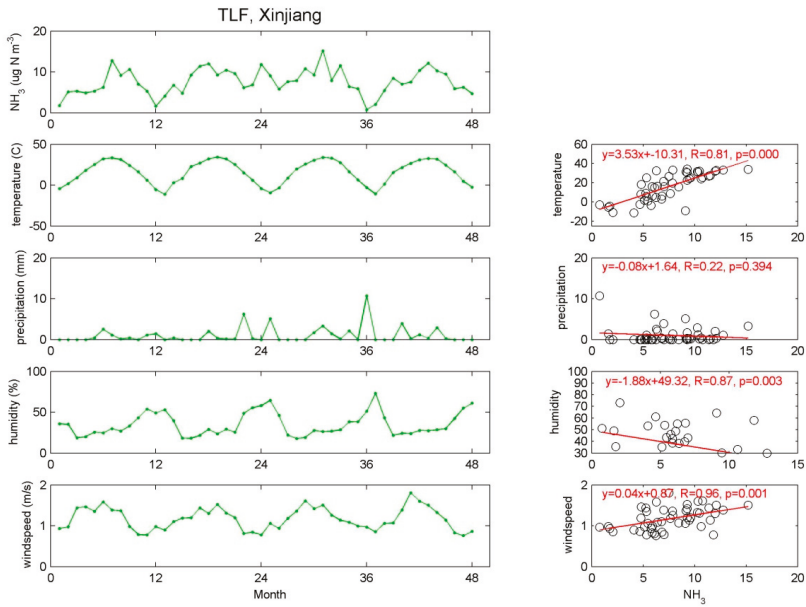 TLF, Xinjiang
NH3 (ug N m-3)
20
10
0
0 12 24 36 48
temperature (C)
50
0
-50
0 12 24 36 48
precipitation (mm)
20
10
0
0 12 24 36 48
humidity (%)
100
50
0
0 12 24 36 48
windspeed (m/s)
2
1
0
0 12 24 36 48
Month
temperature
60
40
20
0
-20
y=3.53x+-10.31, R=0.81, p=0.000
0 5 10 15 20
precipitation
20
10
0
y=-0.08x+1.64, R=0.22, p=0.394
0 5 10 15 20
humidity
100
90
80
70
60
50
40
30
y=-1.88x+49.32, R=0.87, p=0.003
0 5 10 15
windspeed
2
1
0
y=0.04x+0.87, R=0.96, p=0.001
0 5 10 15 20
NH3